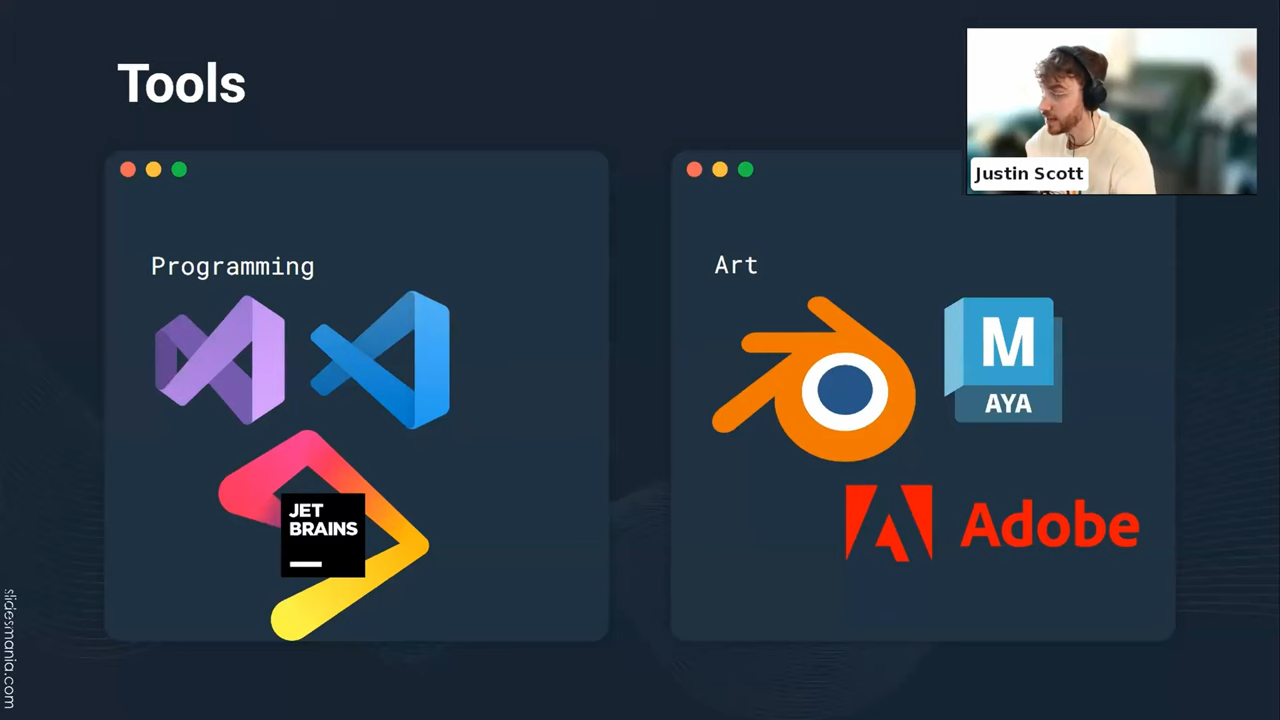 Tools
Justin Scott
Programming
JET
BRAINS
Art
M
AYA
Adobe
slidesmania.com